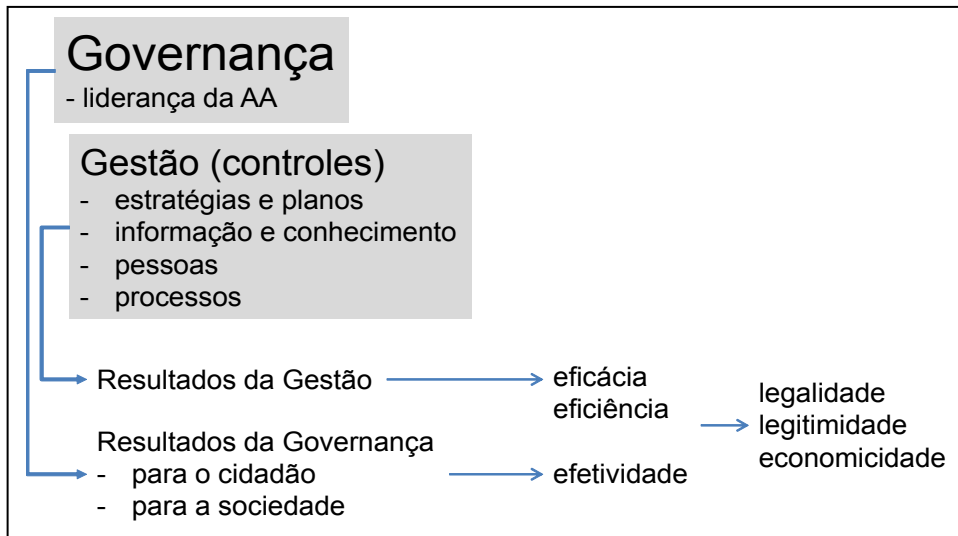 Governança
- liderança da AA
Gestão (controles)
- estratégias e planos
- informação e conhecimento
- pessoas
- processos
Resultados da Gestão
eficácia
eficiência
Resultados da Governança
- para o cidadão
- para a sociedade
efetividade
legalidade
legitimidade
economicidade